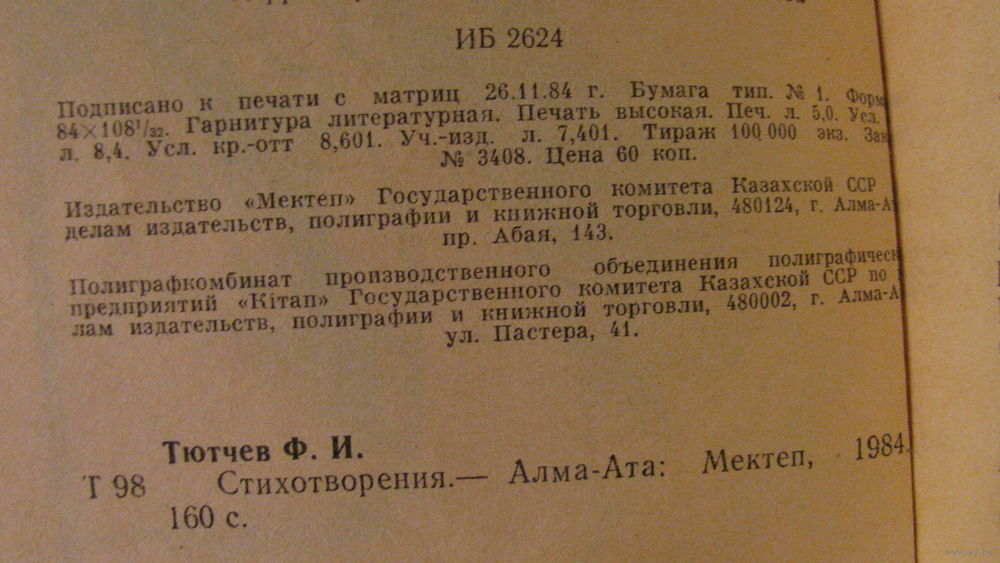 ИБ 2624
Подписано к печати с матриц 26.11.84 г. Бумага тип. № 1. Форм
84×108¹/₃₂. Гарнитура литературная. Печать высокая. Печ. л. 5,0. Усл.
л. 8,4. Усл. кр.-отт 8,601. Уч.-изд. л. 7,401. Тираж 100 000 экз. Зак
№ 3408. Цена 60 коп.
Издательство «Мектеп» Государственного комитета Казахской ССР
делам издательств, полиграфии и книжной торговли, 480124, г. Алма-А
пр. Абая, 143.
Полиграфкомбинат производственного объединения полиграфическ
предприятий «Кiтап» Государственного комитета Казахской ССР по
лам издательств, полиграфии и книжной торговли, 480002, г. Алма-А
ул. Пастера, 41.
Тютчев Ф. И.
Т 98 Стихотворения.— Алма-Ата: Мектеп, 1984.
160 с.